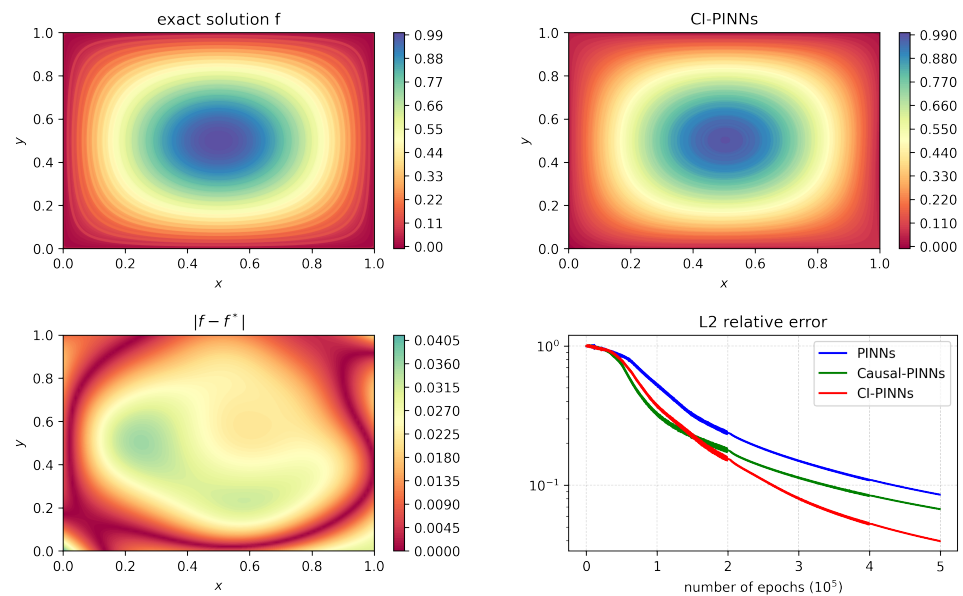 exact solution f
1.0
0.8
0.6
0.4
0.2
0.0
y
0.0 0.2 0.4 0.6 0.8 1.0
x
0.99
0.88
0.77
0.66
0.55
0.44
0.33
0.22
0.11
0.00
CI-PINNs
1.0
0.8
0.6
0.4
0.2
0.0
y
0.0 0.2 0.4 0.6 0.8 1.0
x
0.990
0.880
0.770
0.660
0.550
0.440
0.330
0.220
0.110
0.000
|f − f*|
1.0
0.8
0.6
0.4
0.2
0.0
y
0.0 0.2 0.4 0.6 0.8 1.0
x
0.0405
0.0360
0.0315
0.0270
0.0225
0.0180
0.0135
0.0090
0.0045
0.0000
L2 relative error
10⁰
10⁻¹
PINNs
Causal-PINNs
CI-PINNs
0 1 2 3 4 5
number of epochs (10⁵)